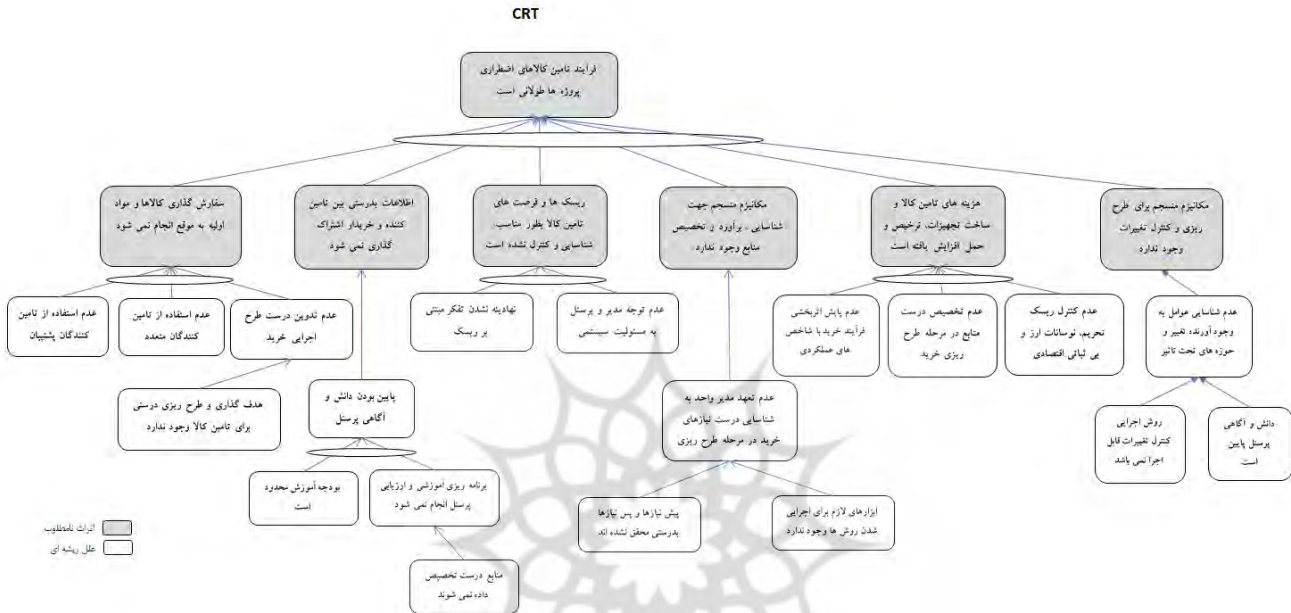 CRT
فرآیند تامین کالاهای اضطراری
پروژه ها طولانی است
سفارش گذاری کالاها و مواد
اولیه به موقع انجام نمی شود
اطلاعات بدرستی بین تامین
کننده و خریدار اشتراک
گذاری نمی شود
ریسک ها و فرصت های
تامین کالا بطور مناسب،
شناسایی و کنترل نشده است
مکانیزم منسجم جهت
شناسایی، برآورد و تخصیص
منابع وجود ندارد.
هزینه های تامین کالا و
ساخت تجهیزات، ترخیص و
حمل افزایش یافته است
مکانیزم منسجم برای طرح
ریزی و کنترل تغییرات
وجود ندارد
عدم استفاده از تامین
کنندگان پشتیبان
عدم استفاده از تامین
کنندگان متعدد
عدم تدوین درست طرح
اجرایی خرید
نهادینه نشدن تفکر مبتنی
بر ریسک
عدم توجه مدیر و پرسنل
به مسئولیت سیستمی
عدم پایش اثربخشی
فرآیند خرید با شاخص
های عملکردی
عدم تخصیص درست
منابع در مرحله طرح
ریزی خرید
عدم کنترل ریسک
تحریم، نوسانات ارز و
بی ثباتی اقتصادی
عدم شناسایی عوامل به
وجود آورنده تغییر و
حوزه های تحت تاثیر
هدف گذاری و طرح ریزی درستی
برای تامین کالا وجود ندارد
پایین بودن دانش و
آگاهی پرسنل
عدم تعهد مدیر واحد به
شناسایی درست نیازهای
خرید در مرحله طرح ریزی
روش اجرایی
کنترل تغییرات قابل
اجرا نمی باشد
دانش و آگاهی
پرسنل پایین
است
بودجه آموزش محدود
است
برنامه ریزی آموزشی و ارزیابی
پرسنل انجام نمی شود
پیش نیازها و پس نیازها
بدرستی محقق نشده اند
ابزارهای لازم برای اجرایی
شدن روش ها وجود ندارد
منابع درست تخصیص
داده نمی شوند
اثرات نامطلوب
علل ریشه ای